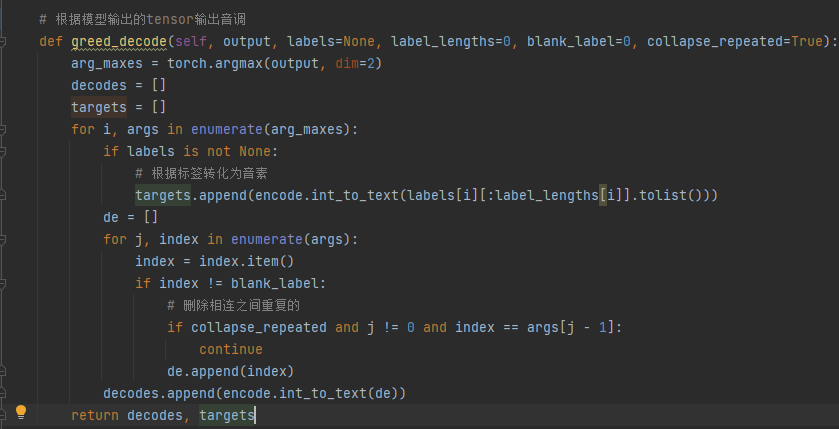 # 根据模型输出的tensor输出音调
def greed_decode(self, output, labels=None, label_lengths=0, blank_label=0, collapse_repeated=True):
    arg_maxes = torch.argmax(output, dim=2)
    decodes = []
    targets = []
    for i, args in enumerate(arg_maxes):
        if labels is not None:
            # 根据标签转化为音素
            targets.append(encode.int_to_text(labels[i][:label_lengths[i]].tolist()))
        de = []
        for j, index in enumerate(args):
            index = index.item()
            if index != blank_label:
                # 删除相连之间重复的
                if collapse_repeated and j != 0 and index == args[j - 1]:
                    continue
                de.append(index)
        decodes.append(encode.int_to_text(de))
    return decodes, targets